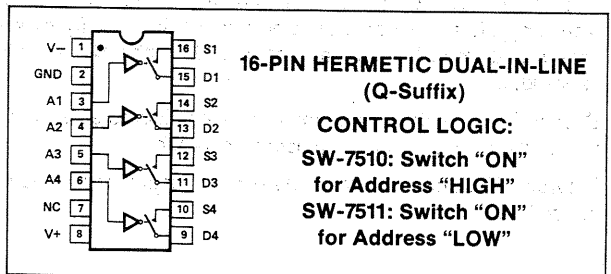 V− 1 16 S1
GND 2 15 D1
A1 3 14 S2
A2 4 13 D2
A3 5 12 S3
A4 6 11 D3
NC 7 10 S4
V+ 8 9 D4
16-PIN HERMETIC DUAL-IN-LINE
(Q-Suffix)
CONTROL LOGIC:
SW-7510: Switch "ON"
for Address "HIGH"
SW-7511: Switch "ON"
for Address "LOW"